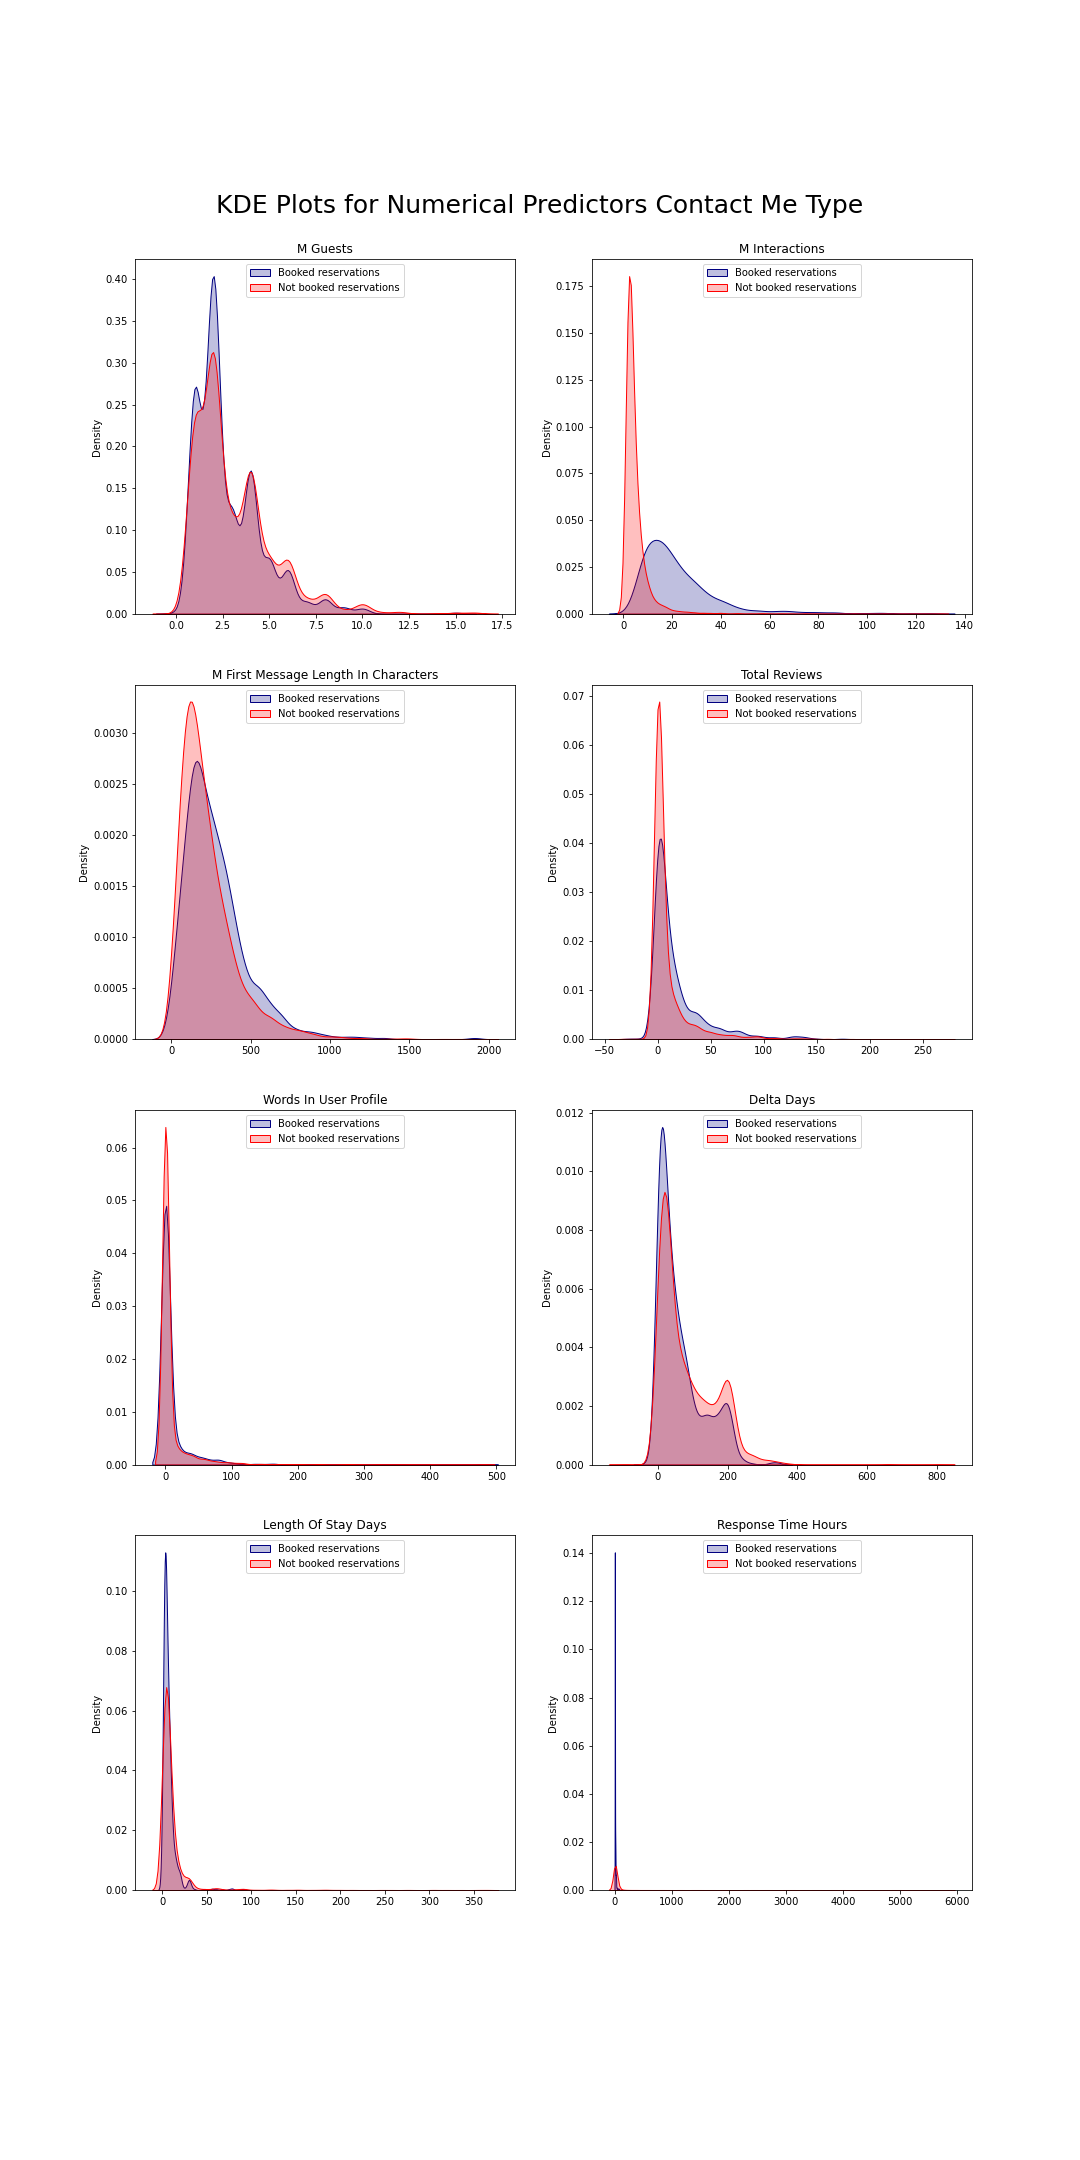 KDE Plots for Numerical Predictors Contact Me Type
M Guests
Booked reservations
Not booked reservations
Density
0.40
0.35
0.30
0.25
0.20
0.15
0.10
0.05
0.00
0.0 2.5 5.0 7.5 10.0 12.5 15.0 17.5
M Interactions
Booked reservations
Not booked reservations
Density
0.175
0.150
0.125
0.100
0.075
0.050
0.025
0.000
0 20 40 60 80 100 120 140
M First Message Length In Characters
Booked reservations
Not booked reservations
Density
0.0030
0.0025
0.0020
0.0015
0.0010
0.0005
0.0000
0 500 1000 1500 2000
Total Reviews
Booked reservations
Not booked reservations
Density
0.07
0.06
0.05
0.04
0.03
0.02
0.01
0.00
−50 0 50 100 150 200 250
Words In User Profile
Booked reservations
Not booked reservations
Density
0.06
0.05
0.04
0.03
0.02
0.01
0.00
0 100 200 300 400 500
Delta Days
Booked reservations
Not booked reservations
Density
0.012
0.010
0.008
0.006
0.004
0.002
0.000
0 200 400 600 800
Length Of Stay Days
Booked reservations
Not booked reservations
Density
0.10
0.08
0.06
0.04
0.02
0.00
0 50 100 150 200 250 300 350
Response Time Hours
Booked reservations
Not booked reservations
Density
0.14
0.12
0.10
0.08
0.06
0.04
0.02
0.00
0 1000 2000 3000 4000 5000 6000